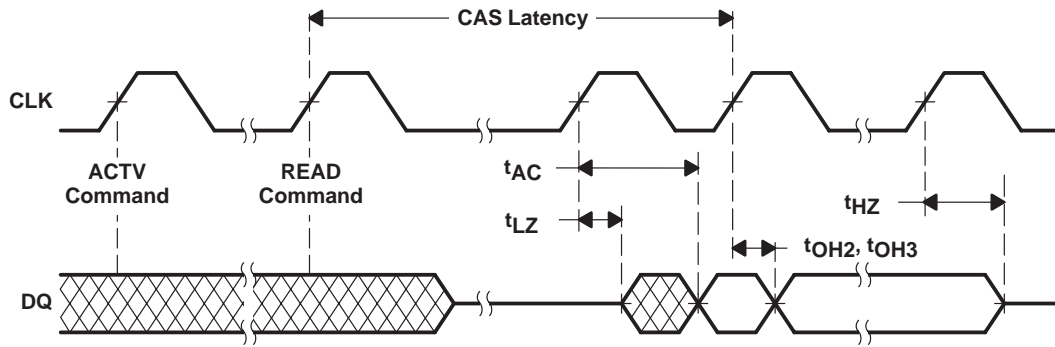 CAS Latency
CLK
ACTV
Command
READ
Command
tAC
tLZ
tHZ
tOH2, tOH3
DQ